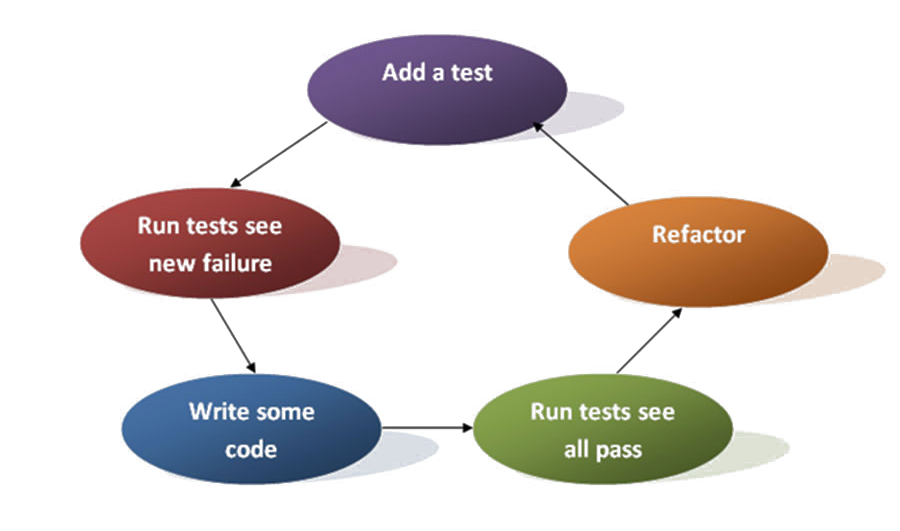 Add a test
Run tests see
new failure
Refactor
Write some
code
Run tests see
all pass